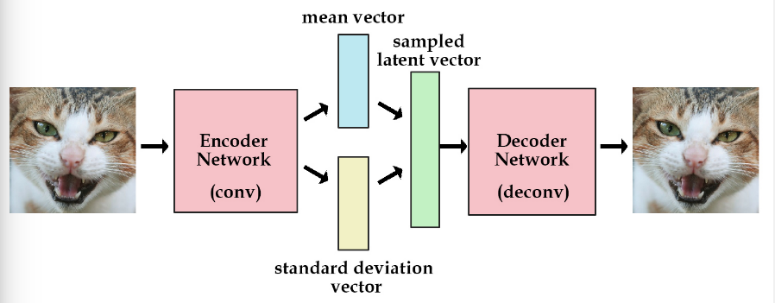 mean vector
sampled
latent vector
Encoder
Network
(conv)
Decoder
Network
(deconv)
standard deviation
vector